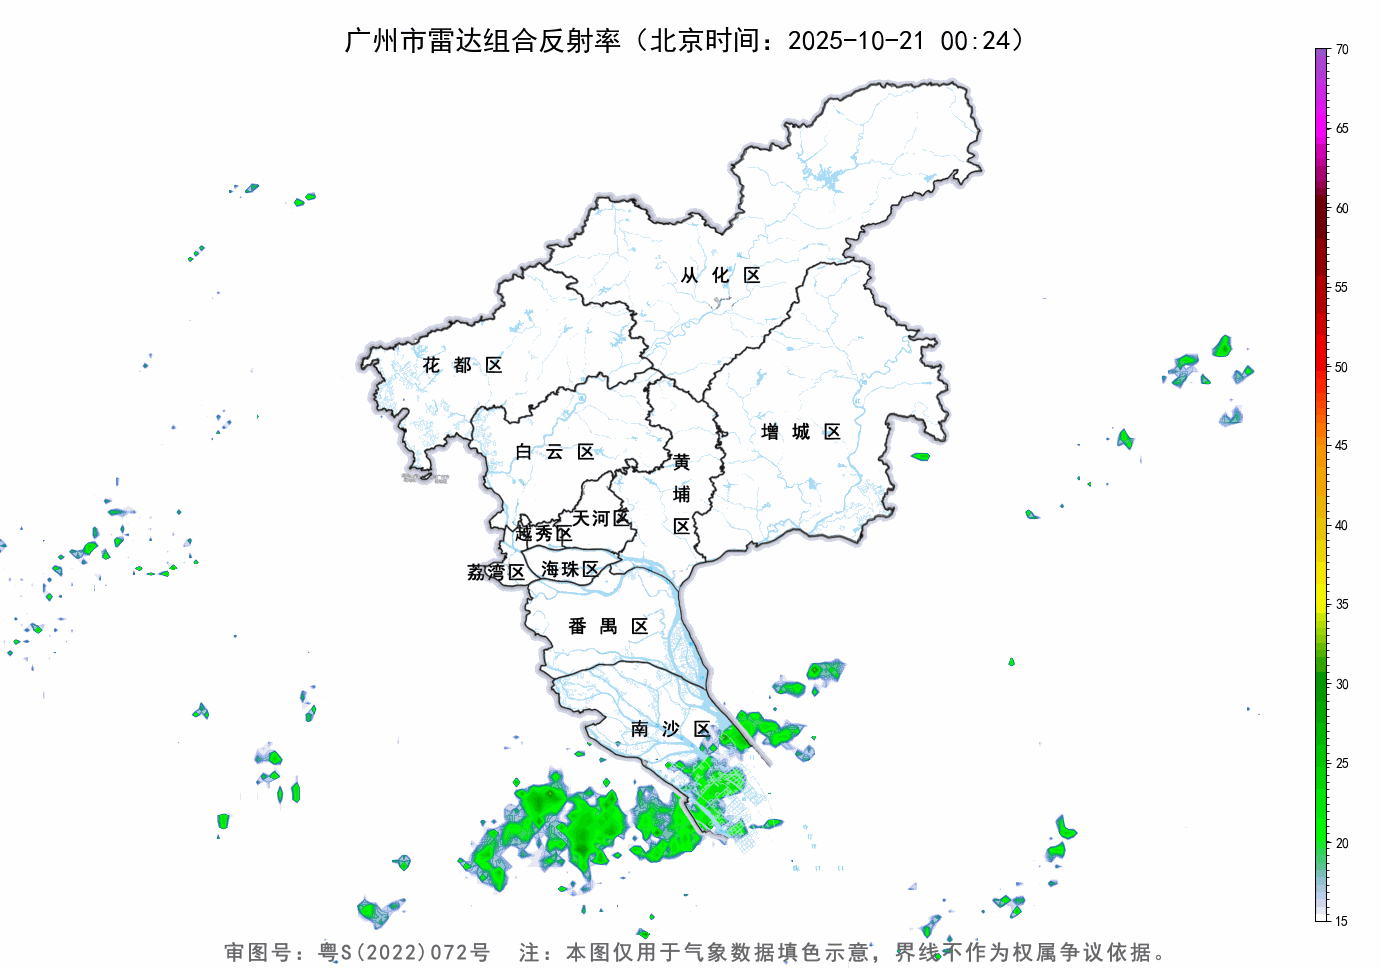 广州市雷达组合反射率（北京时间：2025-10-21 00:24）
70
65
60
55
50
45
40
35
30
25
20
15
从化区
花都区
增城区
白云区
黄埔区
天河区
越秀区
荔湾区
海珠区
番禺区
南沙区
审图号：粤S(2022)072号 注：本图仅用于气象数据填色示意，界线不作为权属争议依据。